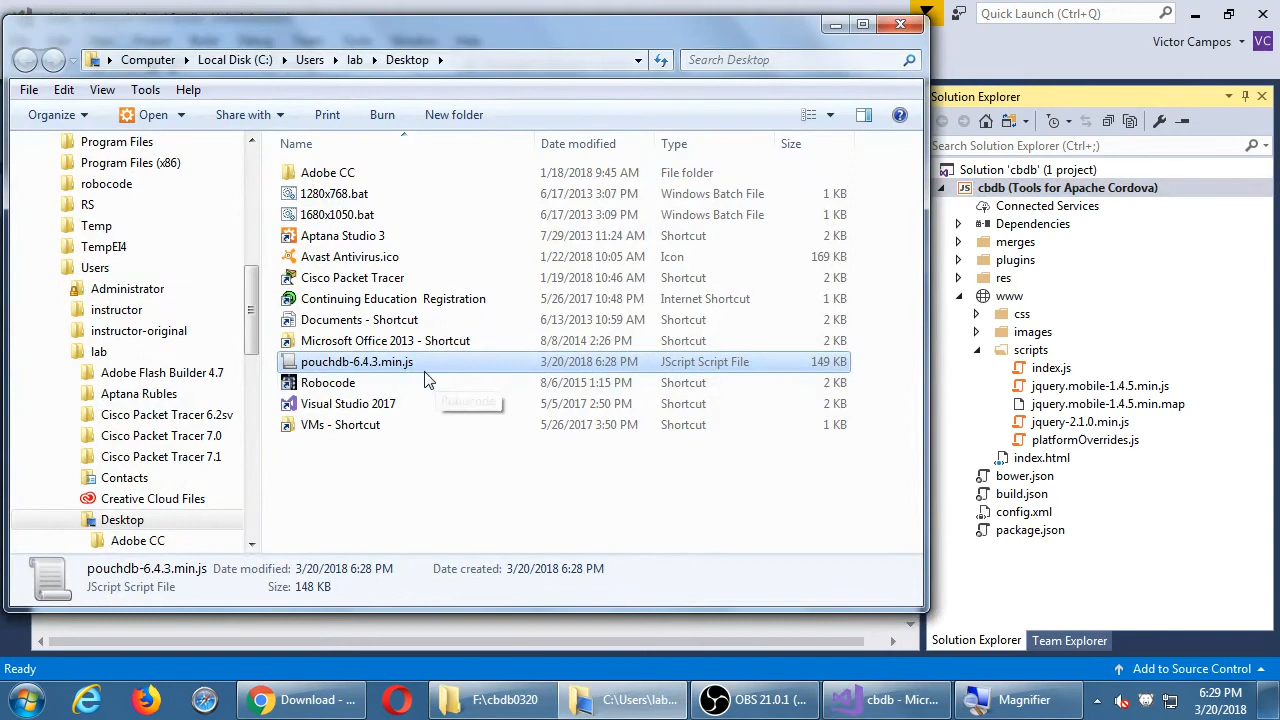 Quick Launch (Ctrl+Q)
Victor Campos
VC
Computer
Local Disk (C:)
Users
lab
Desktop
Search Desktop
File
Edit
View
Tools
Help
Organize
Open
Share with
Print
Burn
New folder
Program Files
Program Files (x86)
robocode
RS
Temp
TempEI4
Users
Administrator
instructor
instructor-original
lab
Adobe Flash Builder 4.7
Aptana Rubles
Cisco Packet Tracer 6.2sv
Cisco Packet Tracer 7.0
Cisco Packet Tracer 7.1
Contacts
Creative Cloud Files
Desktop
Adobe CC
Name Date modified Type Size
Adobe CC 1/18/2018 9:45 AM File folder
1280x768.bat 6/17/2013 3:07 PM Windows Batch File 1 KB
1680x1050.bat 6/17/2013 3:09 PM Windows Batch File 1 KB
Aptana Studio 3 7/29/2013 11:24 AM Shortcut 2 KB
Avast Antivirus.ico 1/22/2018 10:05 AM Icon 169 KB
Cisco Packet Tracer 1/19/2018 10:46 AM Shortcut 2 KB
Continuing Education Registration 5/26/2017 10:48 PM Internet Shortcut 1 KB
Documents - Shortcut 6/13/2013 10:59 AM Shortcut 2 KB
Microsoft Office 2013 - Shortcut 8/8/2014 2:26 PM Shortcut 2 KB
pouchdb-6.4.3.min.js 3/20/2018 6:28 PM JScript Script File 149 KB
Robocode 8/6/2015 1:15 PM Shortcut 2 KB
Visual Studio 2017 5/5/2017 2:50 PM Shortcut 2 KB
VMs - Shortcut 5/26/2017 3:50 PM Shortcut 1 KB
pouchdb-6.4.3.min.js Date modified: 3/20/2018 6:28 PM Date created: 3/20/2018 6:28 PM
JScript Script File Size: 148 KB
Solution Explorer
Search Solution Explorer (Ctrl+;)
Solution 'cbdb' (1 project)
JS cbdb (Tools for Apache Cordova)
Connected Services
Dependencies
merges
plugins
res
www
css
images
scripts
index.js
jquery.mobile-1.4.5.min.js
jquery.mobile-1.4.5.min.map
jquery-2.1.0.min.js
platformOverrides.js
index.html
bower.json
build.json
config.xml
package.json
Solution Explorer Team Explorer
Ready
Add to Source Control
Download - ...
F:\cbdb0320
C:\Users\lab...
OBS 21.0.1 (...
cbdb - Micr...
Magnifier
6:29 PM
3/20/2018